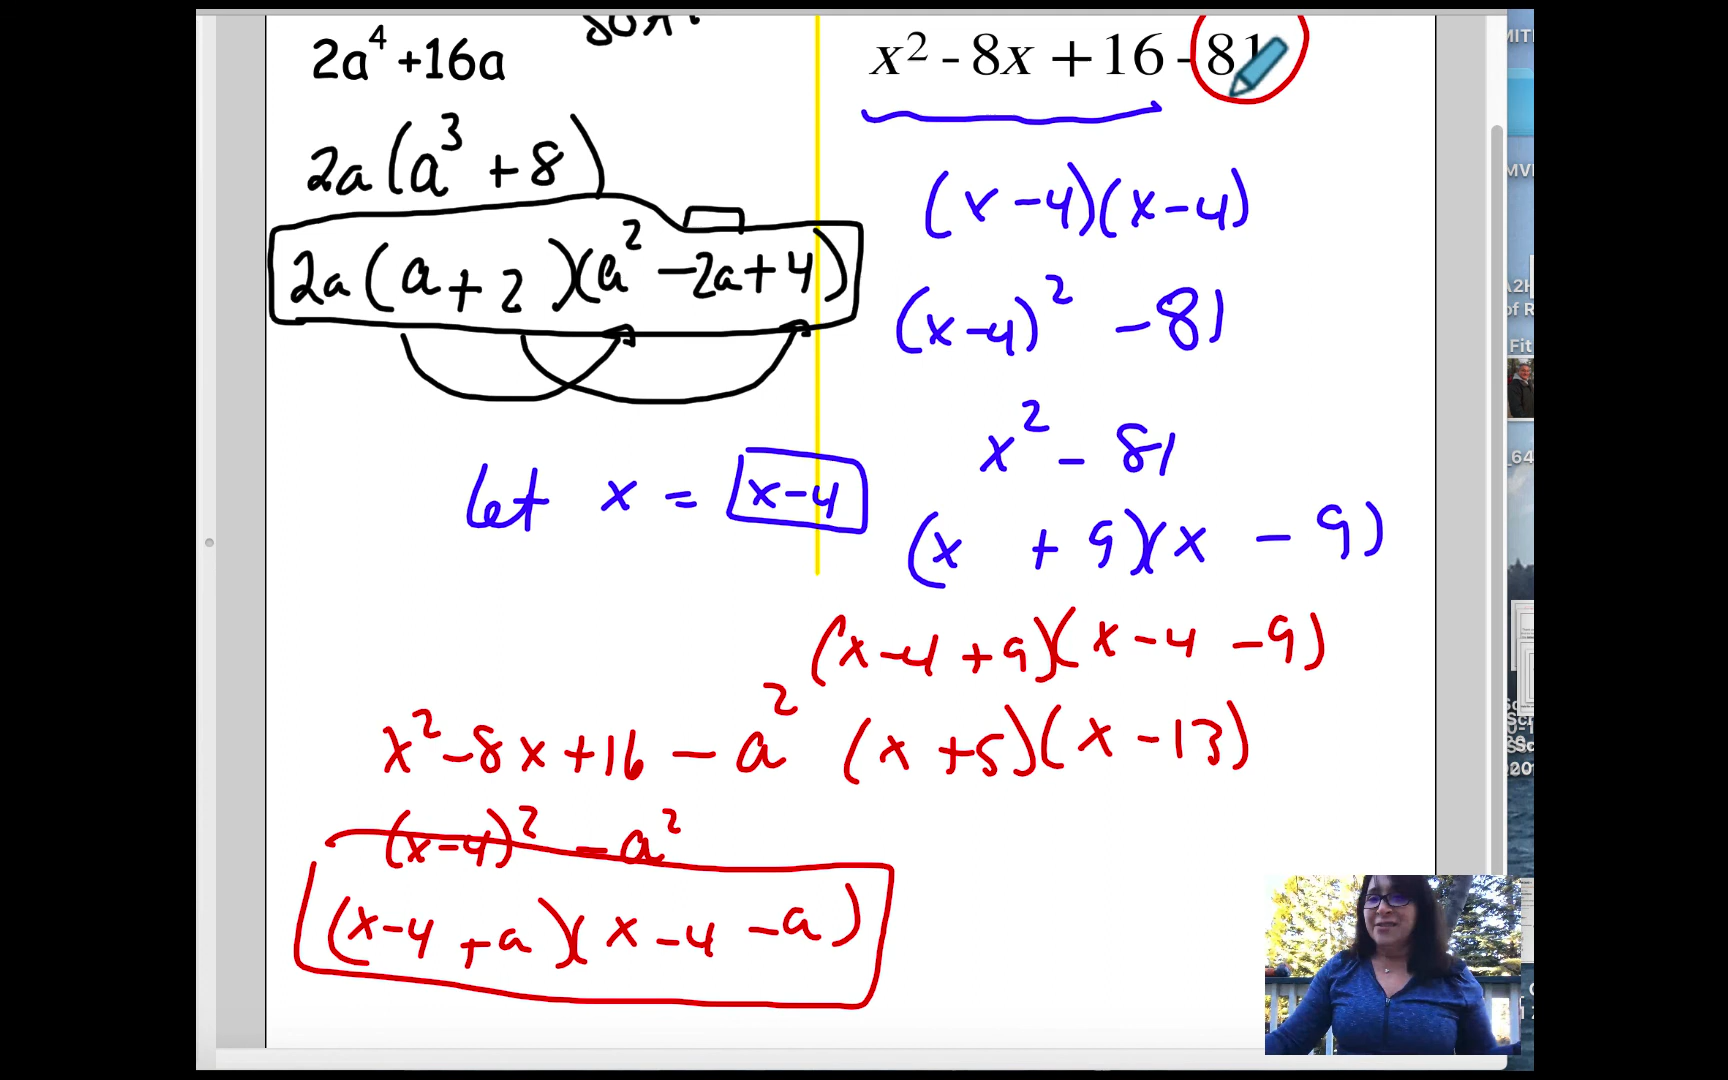 2a⁴ +16a
2a(a³ + 8)
2a(a+2)(a² -2a+4)
x² - 8x + 16 - 81
(x-4)(x-4)
(x-4)² -81
x² - 81
let x = x-4
(x +9)(x -9)
(x-4 +9)(x-4 -9)
(x +5)(x -13)
x² -8x +16 - a²
(x-4)² - a²
(x-4 +a)(x-4 -a)
Fit